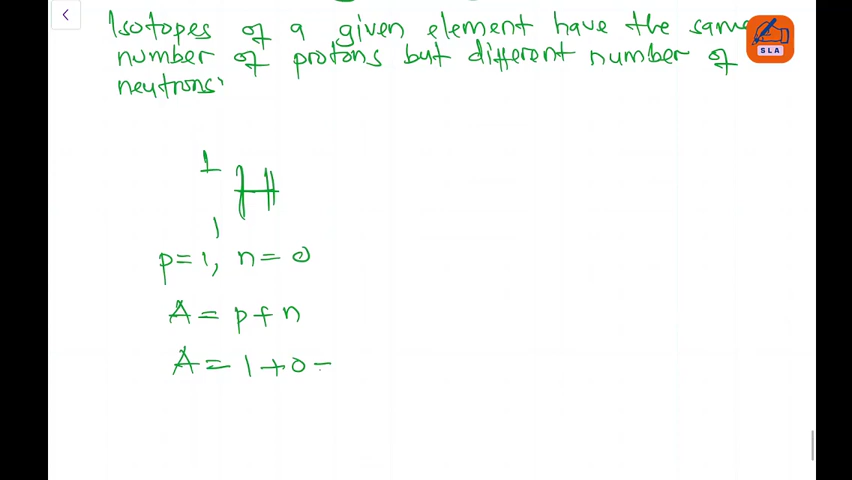 Isotopes of a given element have the same
number of protons but different number of
neutrons.
SLA
1
H
1
p=1, n=0
A = p+n
A = 1+0 -